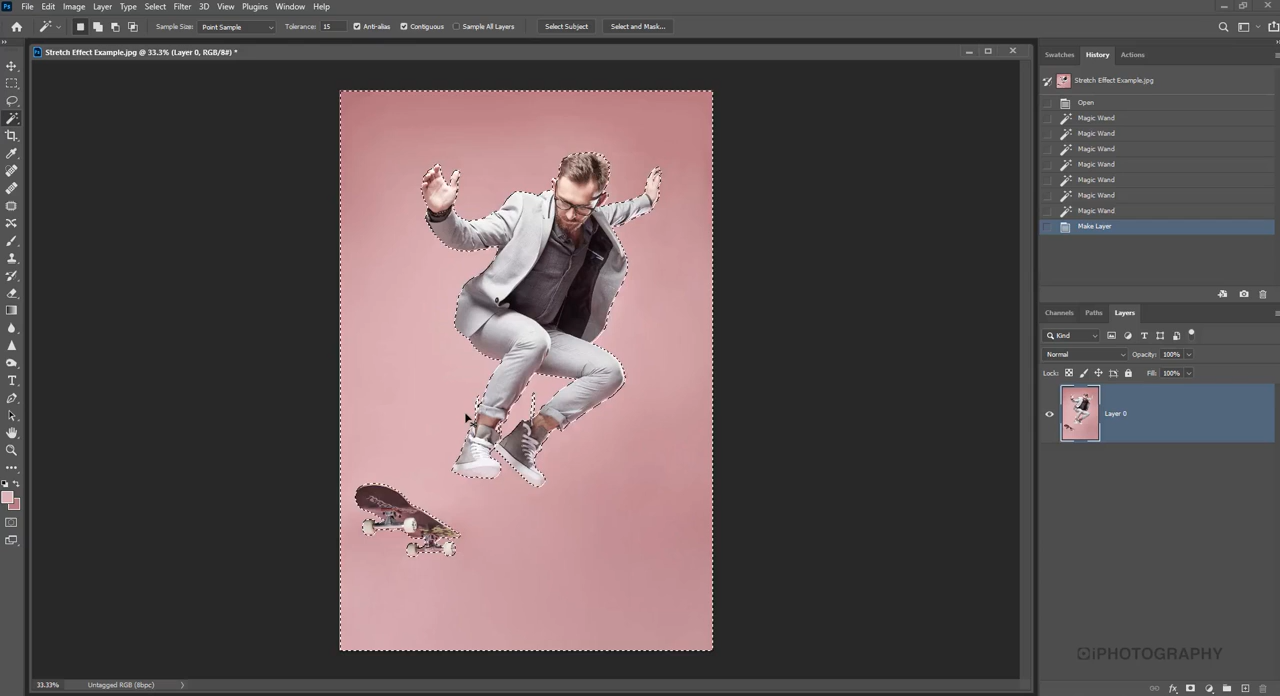 Ps File Edit Image Layer Type Select Filter 3D View Plugins Window Help
Sample Size: Point Sample Tolerance: 15 Anti-alias Contiguous Sample All Layers Select Subject Select and Mask...
Ps Stretch Effect Example.jpg @ 33.3% (Layer 0, RGB/8#) *
Swatches History Actions
Stretch Effect Example.jpg
Open
Magic Wand
Magic Wand
Magic Wand
Magic Wand
Magic Wand
Magic Wand
Magic Wand
Make Layer
Channels Paths Layers
Kind
Normal Opacity: 100%
Lock: Fill: 100%
Layer 0
iPHOTOGRAPHY
33.33% Untagged RGB (8bpc)
fx